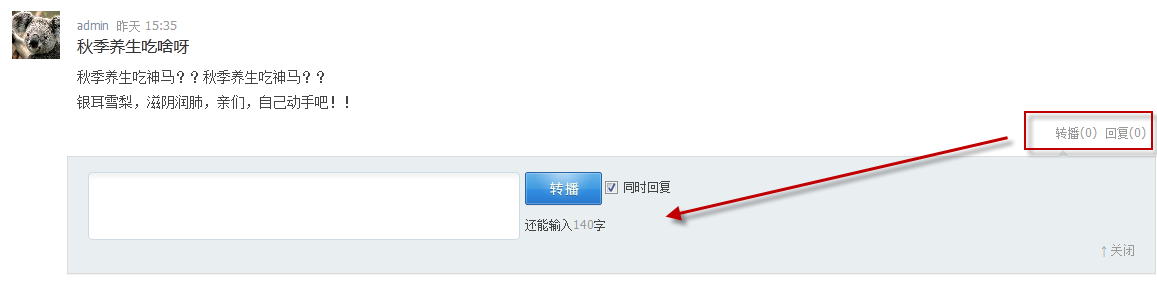 admin 昨天 15:35
秋季养生吃啥呀
秋季养生吃神马？？秋季养生吃神马？？
银耳雪梨，滋阴润肺，亲们，自己动手吧！！
转播(0) 回复(0)
转播 同时回复
还能输入140字
↑关闭